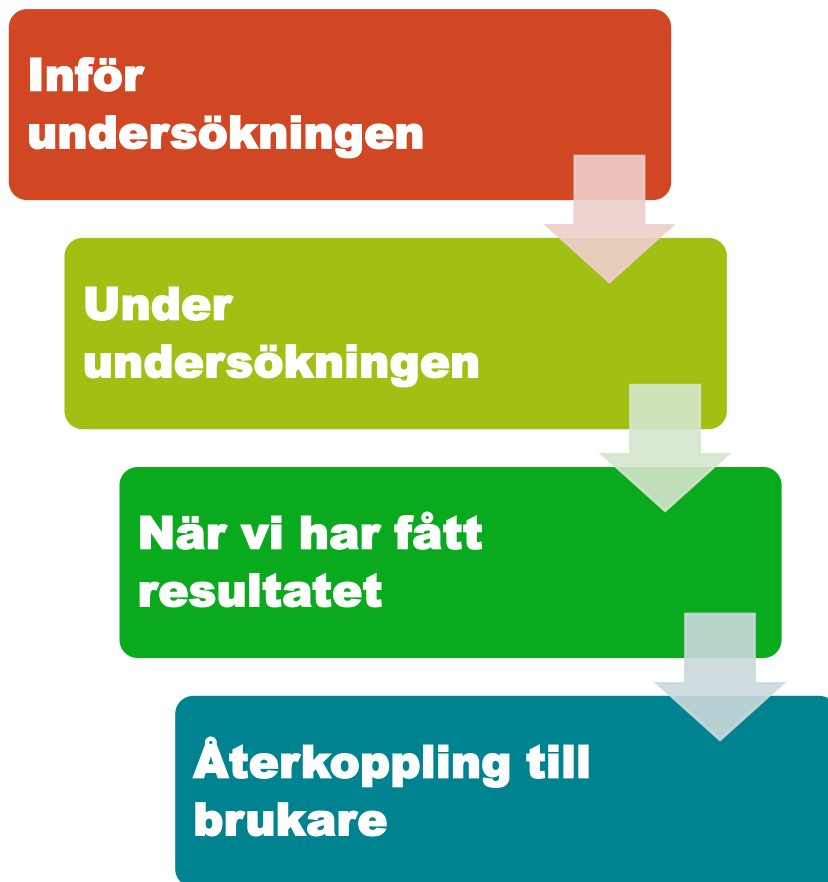 Inför
undersökningen
Under
undersökningen
När vi har fått
resultatet
Återkoppling till
brukare